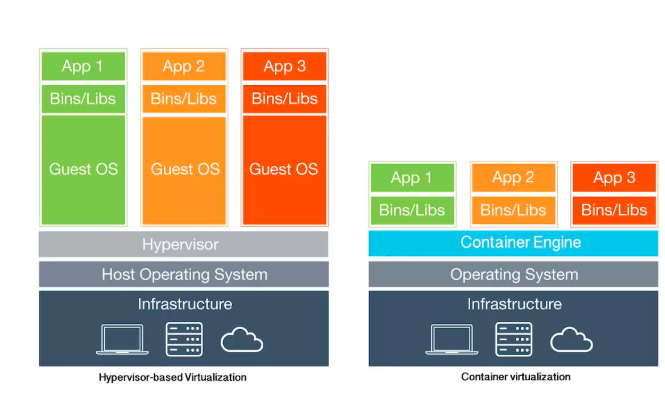 App 1
App 2
App 3
Bins/Libs
Bins/Libs
Bins/Libs
Guest OS
Guest OS
Guest OS
Hypervisor
Host Operating System
Infrastructure
Hypervisor-based Virtualization
App 1
App 2
App 3
Bins/Libs
Bins/Libs
Bins/Libs
Container Engine
Operating System
Infrastructure
Container virtualization